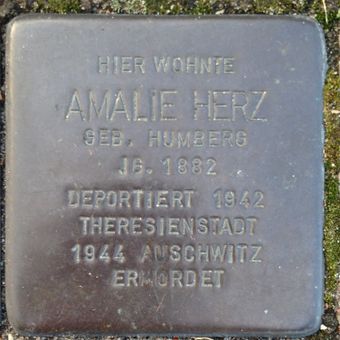 HIER WOHNTE
AMALIE HERZ
GEB. HUMBERG
JG. 1882
DEPORTIERT 1942
THERESIENSTADT
1944 AUSCHWITZ
ERMORDET